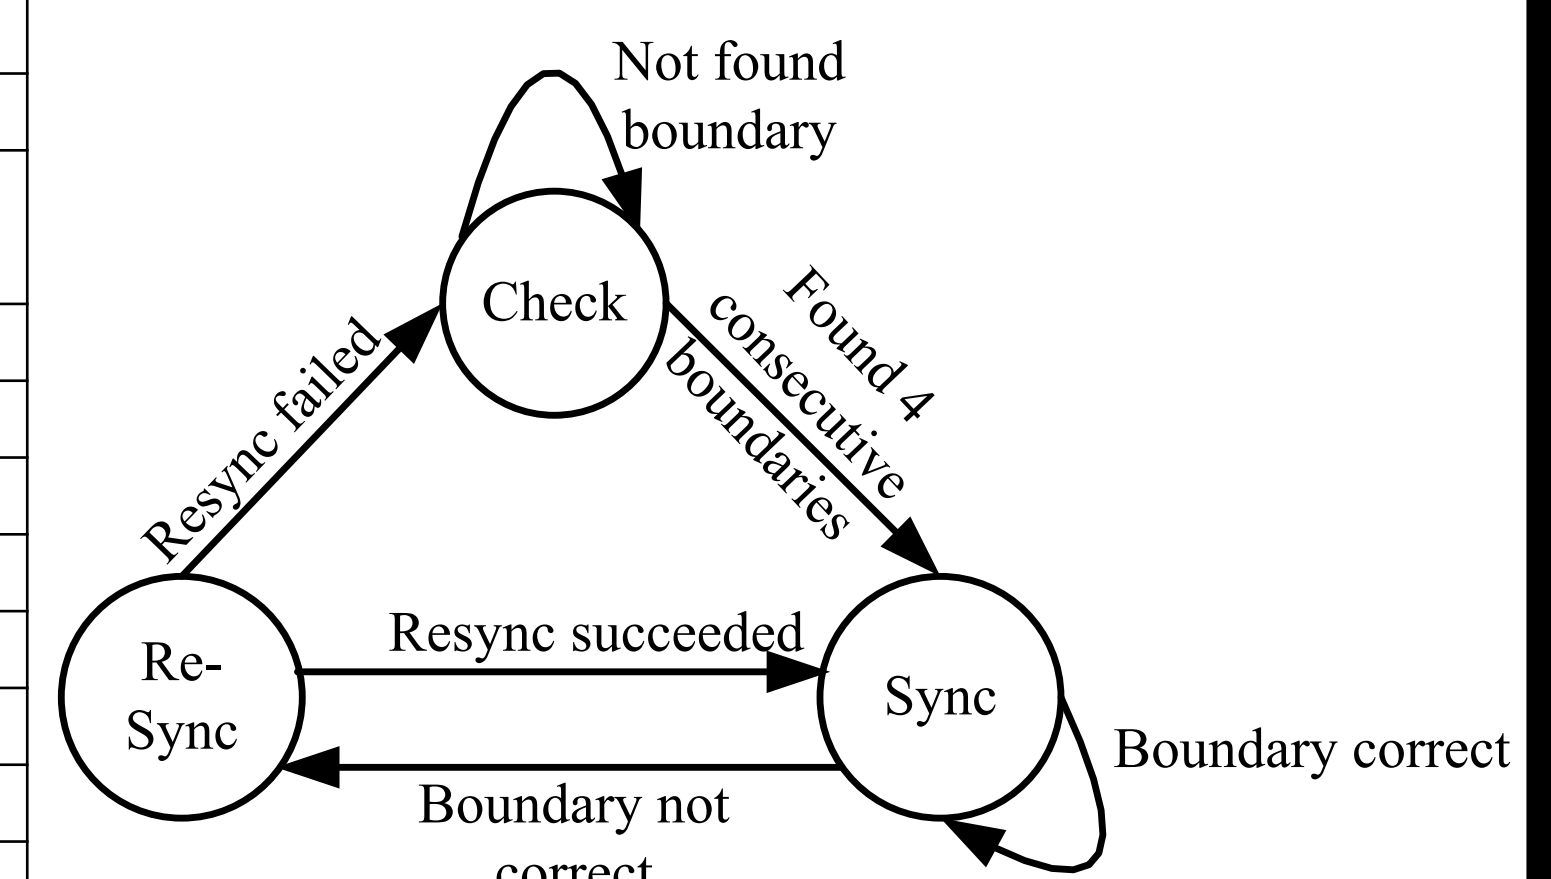 Not found
boundary
Check
Found 4
consecutive
boundaries
Resync failed
Resync succeeded
Re-
Sync
Sync
Boundary correct
Boundary not
correct